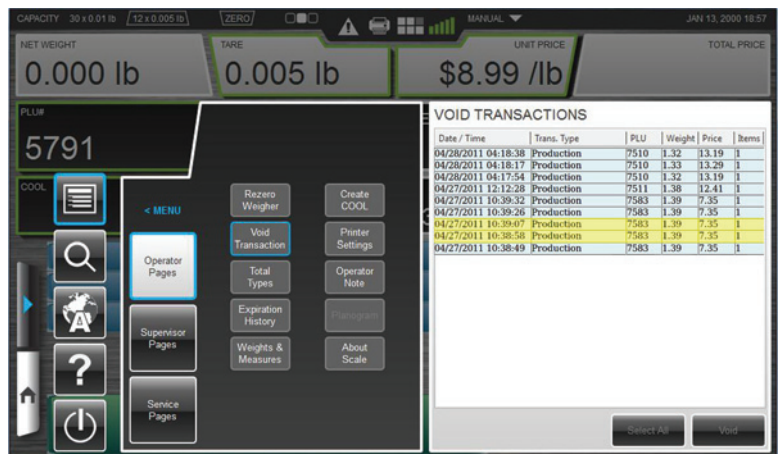 CAPACITY 30 x 0.01 lb 12 x 0.005 lb ZERO MANUAL JAN 13, 2000 18:57
NET WEIGHT TARE UNIT PRICE TOTAL PRICE
0.000 lb 0.005 lb $8.99 /lb
PLU#
5791
COOL
< MENU
Operator
Pages
Supervisor
Pages
Service
Pages
Rezero
Weigher
Create
COOL
Void
Transaction
Printer
Settings
Total
Types
Operator
Note
Expiration
History
Planogram
Weights &
Measures
About
Scale
A
?
VOID TRANSACTIONS
Date / Time Trans. Type PLU Weight Price Items
04/28/2011 04:18:38 Production 7510 1.32 13.19 1
04/28/2011 04:18:17 Production 7510 1.33 13.29 1
04/28/2011 04:17:54 Production 7510 1.32 13.19 1
04/27/2011 12:12:28 Production 7511 1.38 12.41 1
04/27/2011 10:39:32 Production 7583 1.39 7.35 1
04/27/2011 10:39:26 Production 7583 1.39 7.35 1
04/27/2011 10:39:07 Production 7583 1.39 7.35 1
04/27/2011 10:38:58 Production 7583 1.39 7.35 1
04/27/2011 10:38:49 Production 7583 1.39 7.35 1
Select All Void